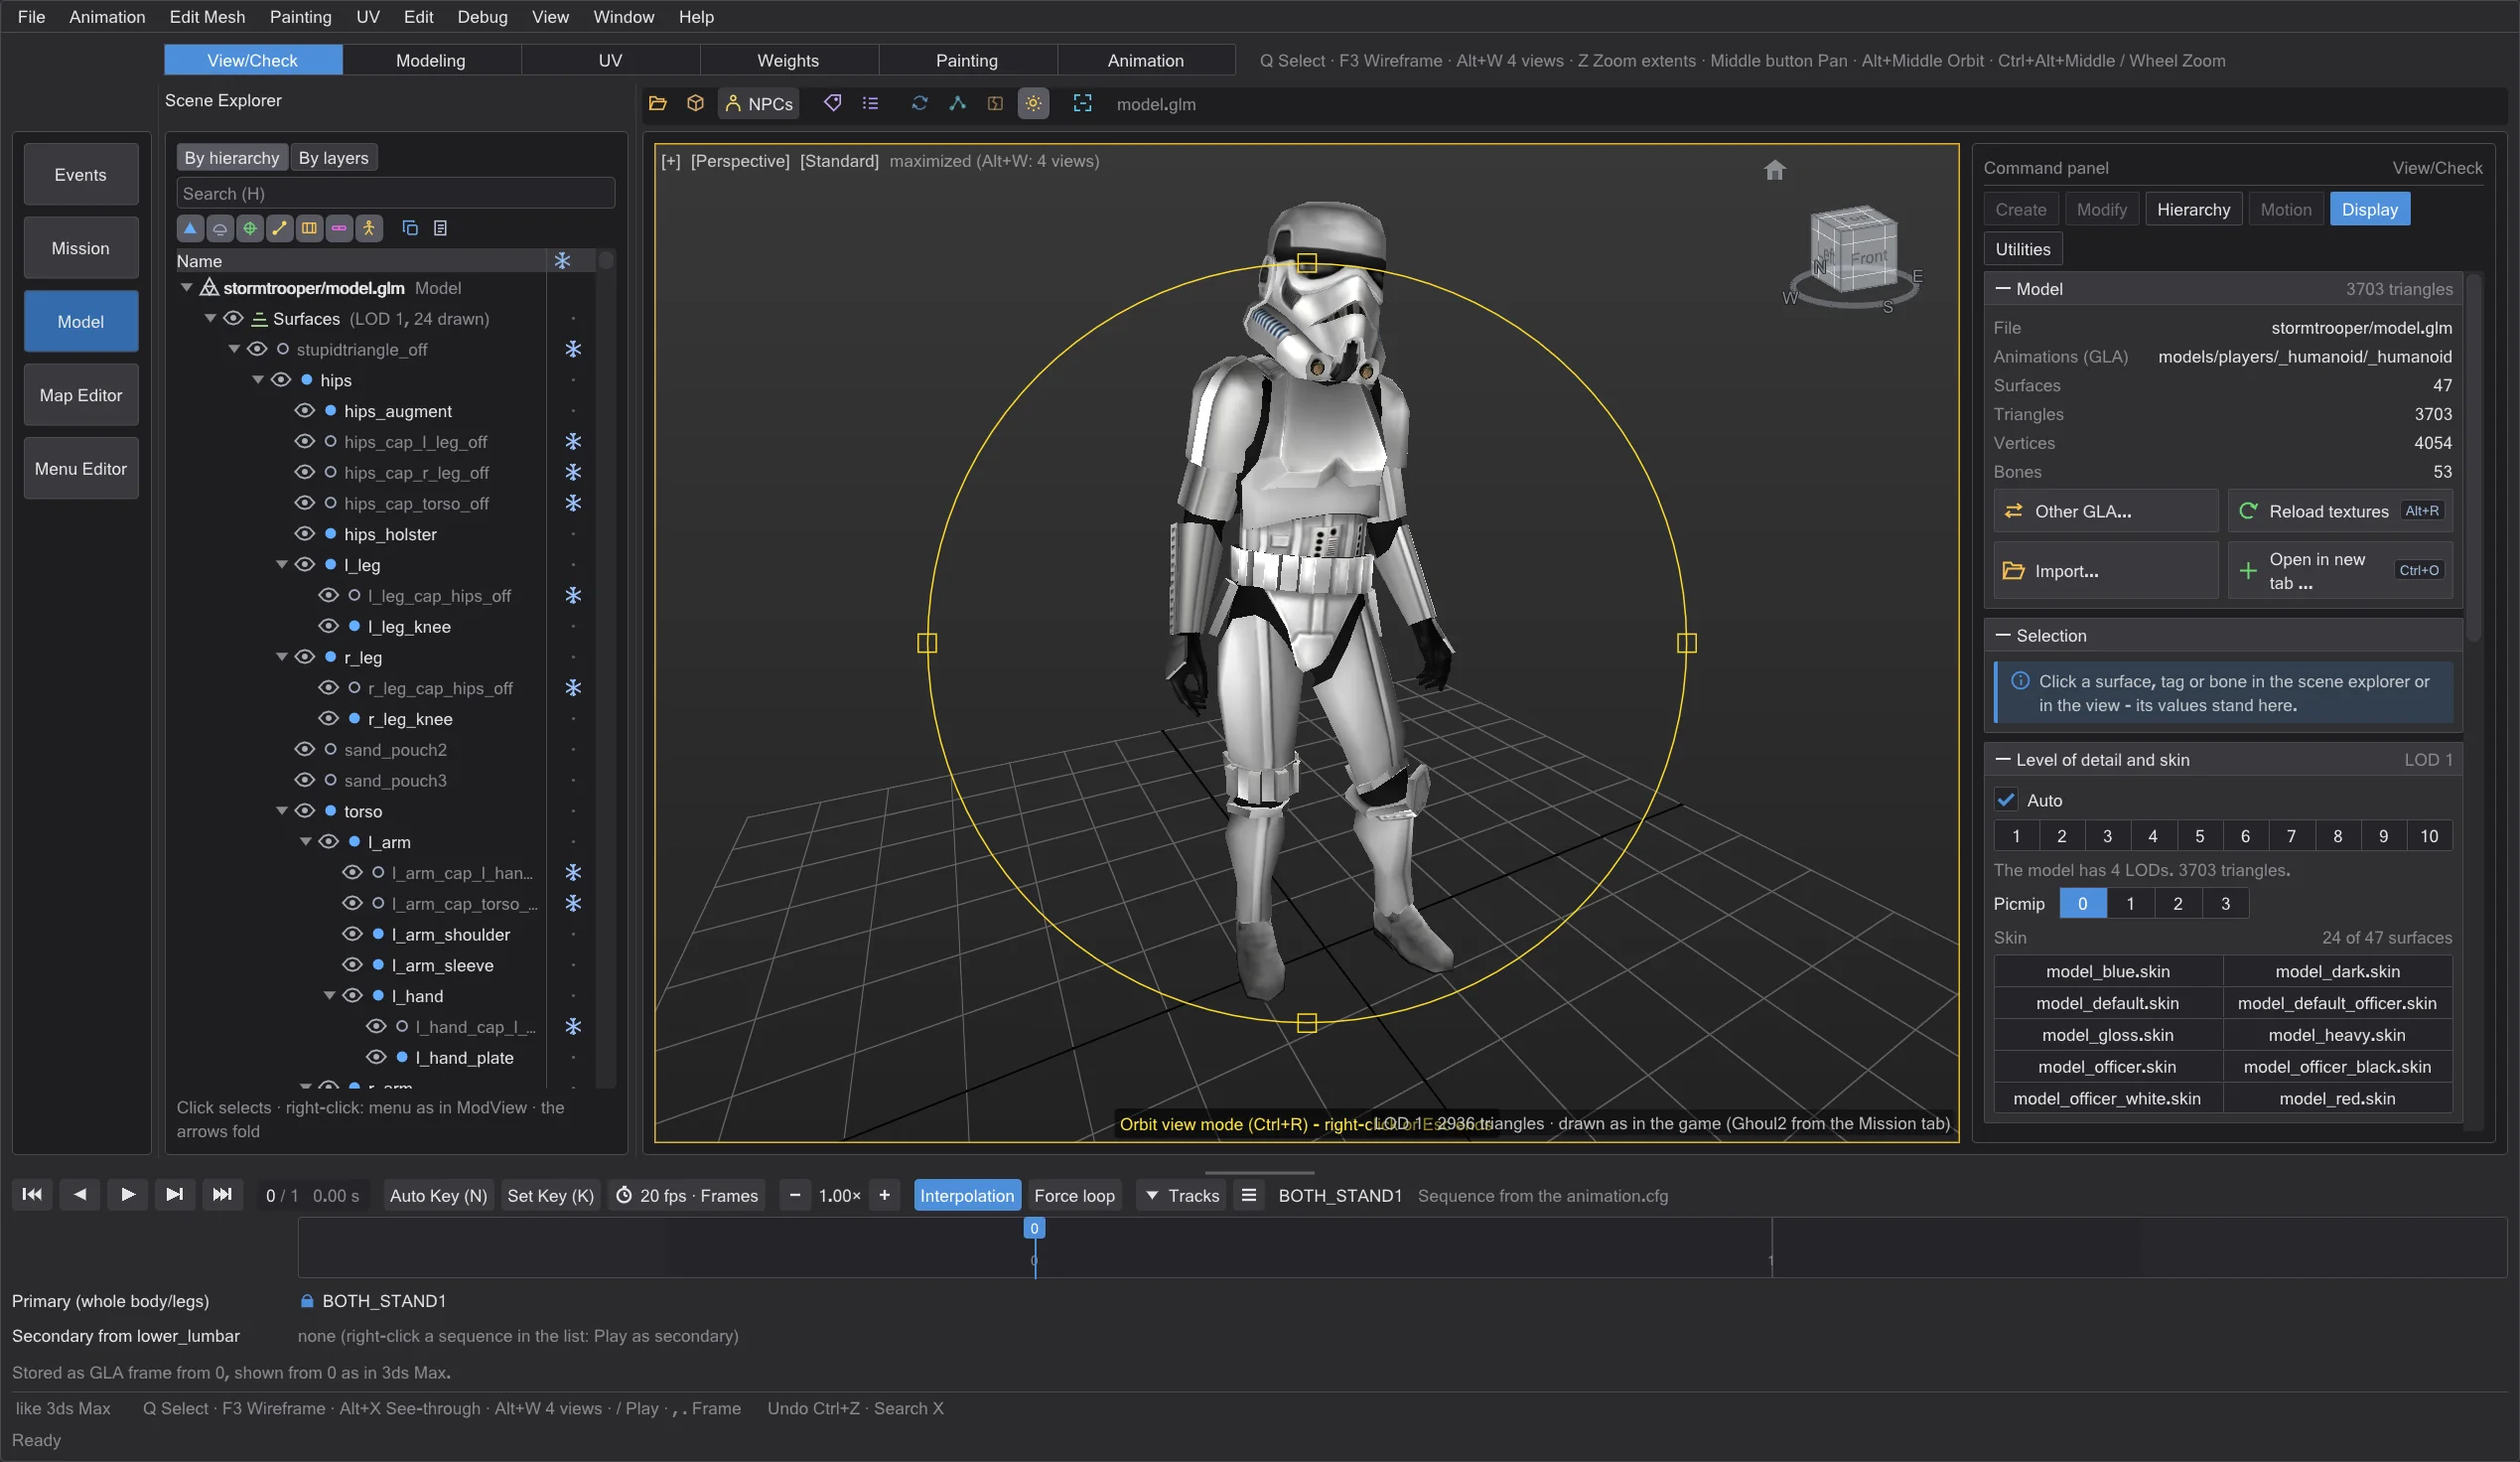 File Animation Edit Mesh Painting UV Edit Debug View Window Help
View/Check Modeling UV Weights Painting Animation Q Select · F3 Wireframe · Alt+W 4 views · Z Zoom extents · Middle button Pan · Alt+Middle Orbit · Ctrl+Alt+Middle / Wheel Zoom
Scene Explorer
NPCs model.glm
Events
Mission
Model
Map Editor
Menu Editor
By hierarchy By layers
Search (H)
Name
stormtrooper/model.glm Model
Surfaces (LOD 1, 24 drawn)
stupidtriangle_off
hips
hips_augment
hips_cap_l_leg_off
hips_cap_r_leg_off
hips_cap_torso_off
hips_holster
l_leg
l_leg_cap_hips_off
l_leg_knee
r_leg
r_leg_cap_hips_off
r_leg_knee
sand_pouch2
sand_pouch3
torso
l_arm
l_arm_cap_l_han...
l_arm_cap_torso_...
l_arm_shoulder
l_arm_sleeve
l_hand
l_hand_cap_l_...
l_hand_plate
r_arm
Click selects · right-click: menu as in ModView · the
arrows fold
[+] [Perspective] [Standard] maximized (Alt+W: 4 views)
Front
N
E
W
S
Orbit view mode (Ctrl+R) - right-click or Esc ends
LOD 1 · 2936 triangles · drawn as in the game (Ghoul2 from the Mission tab)
Command panel View/Check
Create Modify Hierarchy Motion Display
Utilities
Model 3703 triangles
File stormtrooper/model.glm
Animations (GLA) models/players/_humanoid/_humanoid
Surfaces 47
Triangles 3703
Vertices 4054
Bones 53
Other GLA... Reload textures Alt+R
Import... Open in new
tab ... Ctrl+O
Selection
Click a surface, tag or bone in the scene explorer or
in the view - its values stand here.
Level of detail and skin LOD 1
Auto
1 2 3 4 5 6 7 8 9 10
The model has 4 LODs. 3703 triangles.
Picmip 0 1 2 3
Skin 24 of 47 surfaces
model_blue.skin model_dark.skin
model_default.skin model_default_officer.skin
model_gloss.skin model_heavy.skin
model_officer.skin model_officer_black.skin
model_officer_white.skin model_red.skin
0 / 1 0.00 s Auto Key (N) Set Key (K) 20 fps · Frames − 1.00× + Interpolation Force loop Tracks BOTH_STAND1 Sequence from the animation.cfg
0
0 1
Primary (whole body/legs) BOTH_STAND1
Secondary from lower_lumbar none (right-click a sequence in the list: Play as secondary)
Stored as GLA frame from 0, shown from 0 as in 3ds Max.
like 3ds Max Q Select · F3 Wireframe · Alt+X See-through · Alt+W 4 views · / Play · , . Frame Undo Ctrl+Z · Search X
Ready